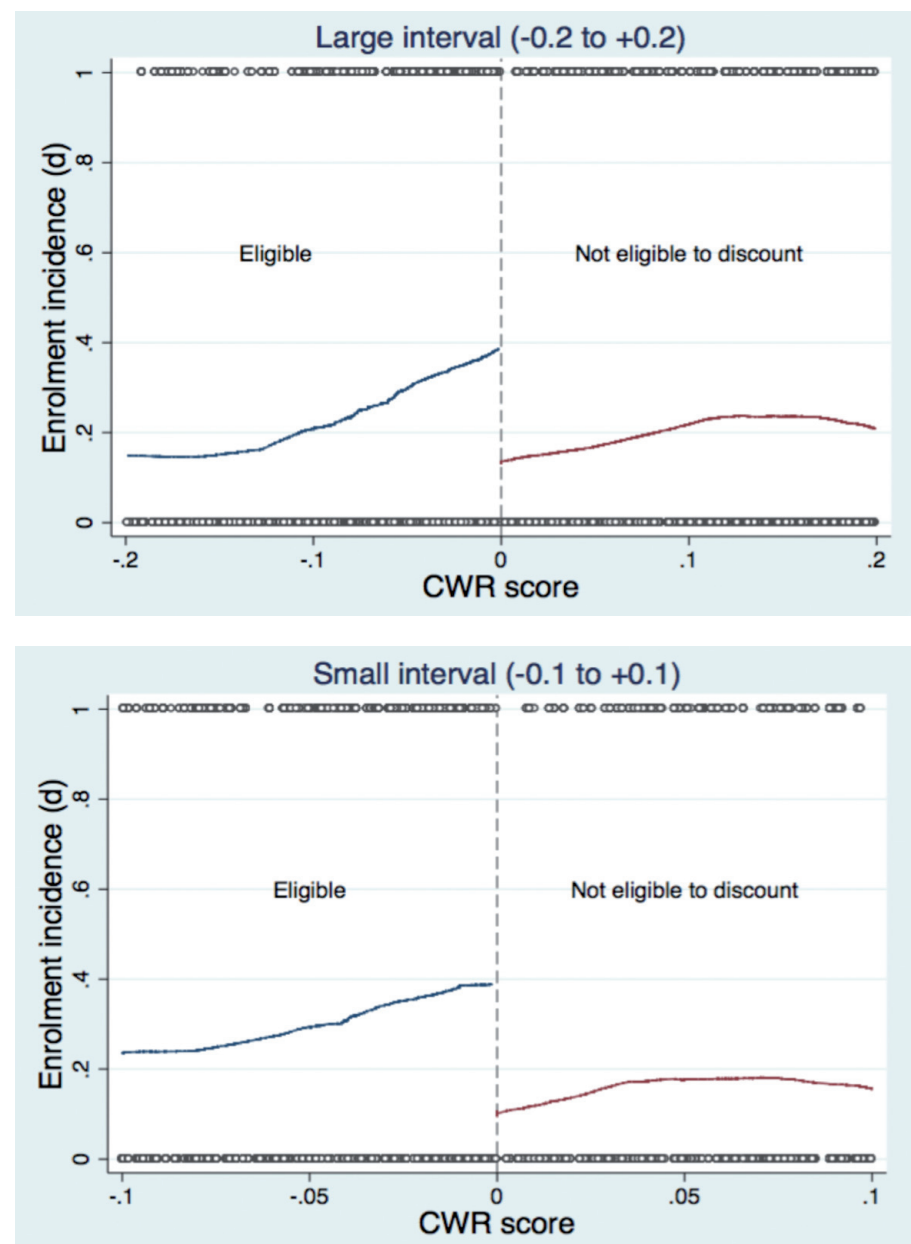 Large interval (-0.2 to +0.2)
Enrolment incidence (d)
1
.8
.6
.4
.2
0
Eligible
Not eligible to discount
-.2
-.1
0
.1
.2
CWR score
Small interval (-0.1 to +0.1)
Enrolment incidence (d)
1
.8
.6
.4
.2
0
Eligible
Not eligible to discount
-.1
-.05
0
.05
.1
CWR score